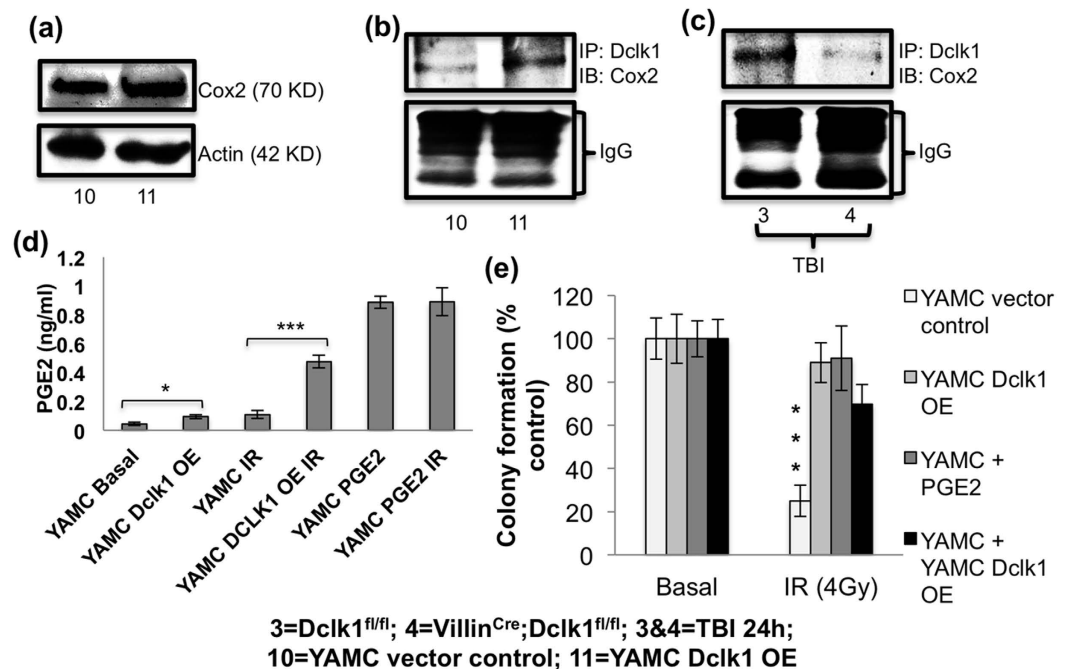 (a)
Cox2 (70 KD)
Actin (42 KD)
10 11
(b)
IP: Dclk1
IB: Cox2
IgG
10 11
(c)
IP: Dclk1
IB: Cox2
IgG
3 4
TBI
(d)
PGE2 (ng/ml)
1.2
1
0.8
0.6
0.4
0.2
0
*
***
YAMC Basal
YAMC Dclk1 OE
YAMC IR
YAMC DCLK1 OE IR
YAMC PGE2
YAMC PGE2 IR
(e)
Colony formation (%
control)
120
100
80
60
40
20
0
*
*
*
Basal
IR (4Gy)
YAMC vector
control
YAMC Dclk1
OE
YAMC +
PGE2
YAMC +
YAMC Dclk1
OE
3=Dclk1fl/fl; 4=VillinCre;Dclk1fl/fl; 3&4=TBI 24h;
10=YAMC vector control; 11=YAMC Dclk1 OE